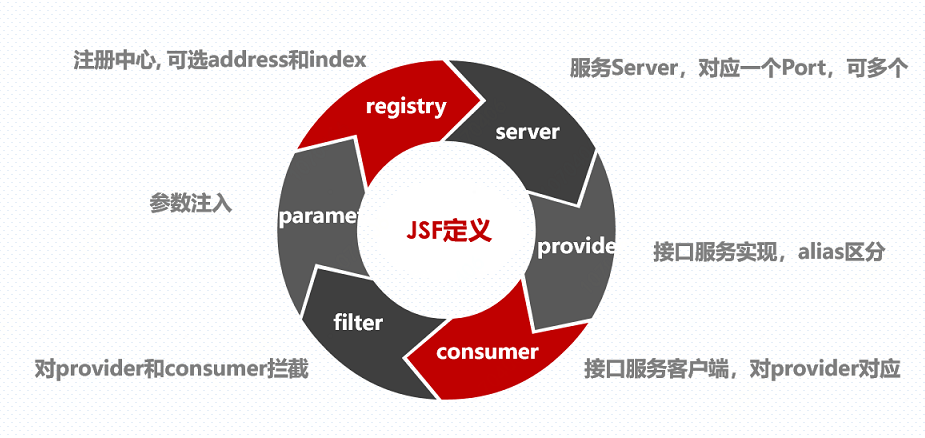 注册中心, 可选address和index
registry
服务Server，对应一个Port，可多个
server
参数注入
paramet
JSF定义
provide
接口服务实现，alias区分
filter
对provider和consumer拦截
consumer
接口服务客户端，对provider对应